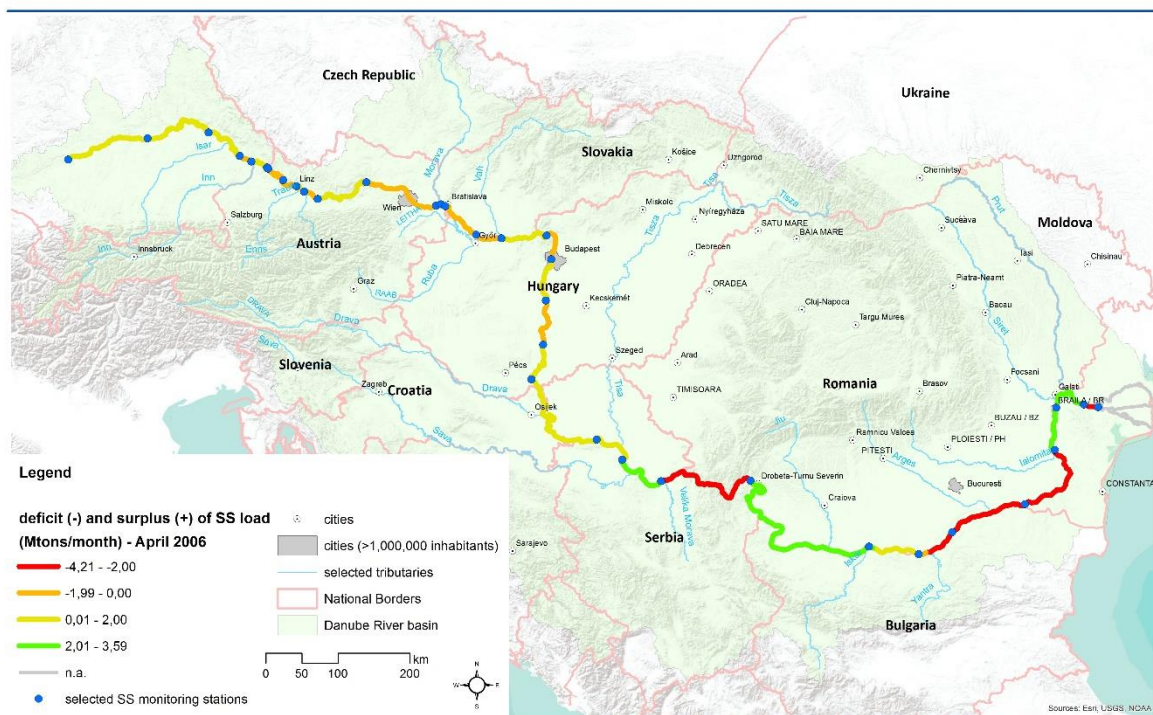 Czech Republic
Ukraine
Slovakia
Košice
Uzhgorod
Chernivtsy
Isar
Morava
Vah
Tisa
Inn
Linz
Traun
Miskolc
Tisza
Prut
Moldova
Wien
Bratislava
Nyíregyháza
SATU MARE
Suceava
Salzburg
LEITHA
Tisza
BAIA MARE
Austria
Győr
Debrecen
Iasi
Chisinau
Inn
Innsbruck
Enns
Ruba
Budapest
Piatra-Neamt
Graz
RAAB
Hungary
Kecskemét
ORADEA
Cluj-Napoca
Bacau
Targu Mures
Siret
DRAVA
Drava
Sava
Szeged
Arad
Slovenia
Pécs
Focsani
Zagreb
Croatia
Drava
Tisa
TIMISOARA
Romania
Brasov
Galati
BRAILA / BR
Osijek
Sava
Jiu
Ramnicu Valcea
BUZAU / BZ
PLOIESTI / PH
PITESTI
Arges
Ialomita
Drobeta-Turnu Severin
Craiova
Bucuresti
CONSTANTA
Velika Morava
Serbia
Sarajevo
Iskar
Yantra
Bulgaria
Legend
deficit (-) and surplus (+) of SS load
(Mtons/month) - April 2006
-4,21 - -2,00
-1,99 - 0,00
0,01 - 2,00
2,01 - 3,59
n.a.
selected SS monitoring stations
cities
cities (>1,000,000 inhabitants)
selected tributaries
National Borders
Danube River basin
km
0 50 100 200
N
W E
S
Sources: Esri, USGS, NOAA